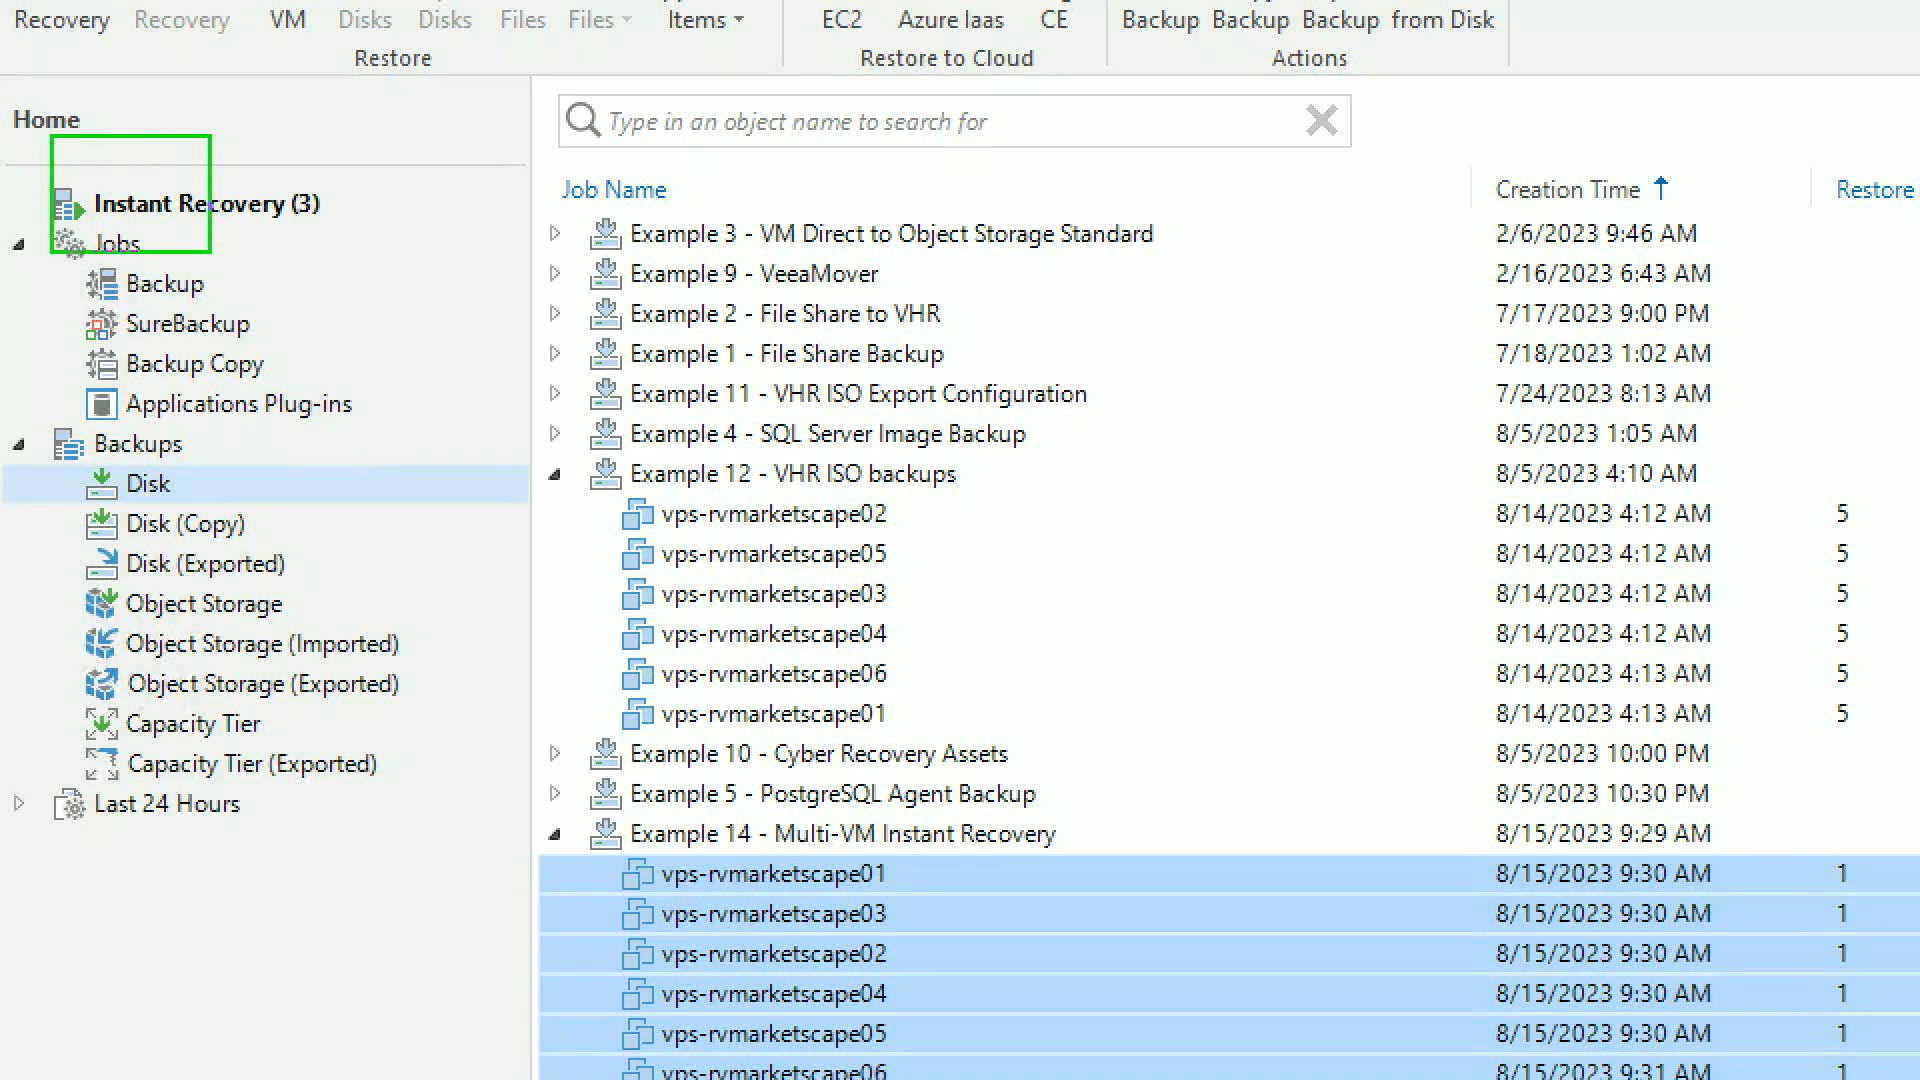 Recovery Recovery VM Disks Disks Files Files Items EC2 Azure Iaas CE Backup Backup Backup from Disk
Restore Restore to Cloud Actions
Home
Instant Recovery (3)
Jobs
Backup
SureBackup
Backup Copy
Applications Plug-ins
Backups
Disk
Disk (Copy)
Disk (Exported)
Object Storage
Object Storage (Imported)
Object Storage (Exported)
Capacity Tier
Capacity Tier (Exported)
Last 24 Hours
Type in an object name to search for
Job Name Creation Time Restore
Example 3 - VM Direct to Object Storage Standard 2/6/2023 9:46 AM
Example 9 - VeeaMover 2/16/2023 6:43 AM
Example 2 - File Share to VHR 7/17/2023 9:00 PM
Example 1 - File Share Backup 7/18/2023 1:02 AM
Example 11 - VHR ISO Export Configuration 7/24/2023 8:13 AM
Example 4 - SQL Server Image Backup 8/5/2023 1:05 AM
Example 12 - VHR ISO backups 8/5/2023 4:10 AM
vps-rvmarketscape02 8/14/2023 4:12 AM 5
vps-rvmarketscape05 8/14/2023 4:12 AM 5
vps-rvmarketscape03 8/14/2023 4:12 AM 5
vps-rvmarketscape04 8/14/2023 4:12 AM 5
vps-rvmarketscape06 8/14/2023 4:13 AM 5
vps-rvmarketscape01 8/14/2023 4:13 AM 5
Example 10 - Cyber Recovery Assets 8/5/2023 10:00 PM
Example 5 - PostgreSQL Agent Backup 8/5/2023 10:30 PM
Example 14 - Multi-VM Instant Recovery 8/15/2023 9:29 AM
vps-rvmarketscape01 8/15/2023 9:30 AM 1
vps-rvmarketscape03 8/15/2023 9:30 AM 1
vps-rvmarketscape02 8/15/2023 9:30 AM 1
vps-rvmarketscape04 8/15/2023 9:30 AM 1
vps-rvmarketscape05 8/15/2023 9:30 AM 1
vps-rvmarketscape06 8/15/2023 9:31 AM 1